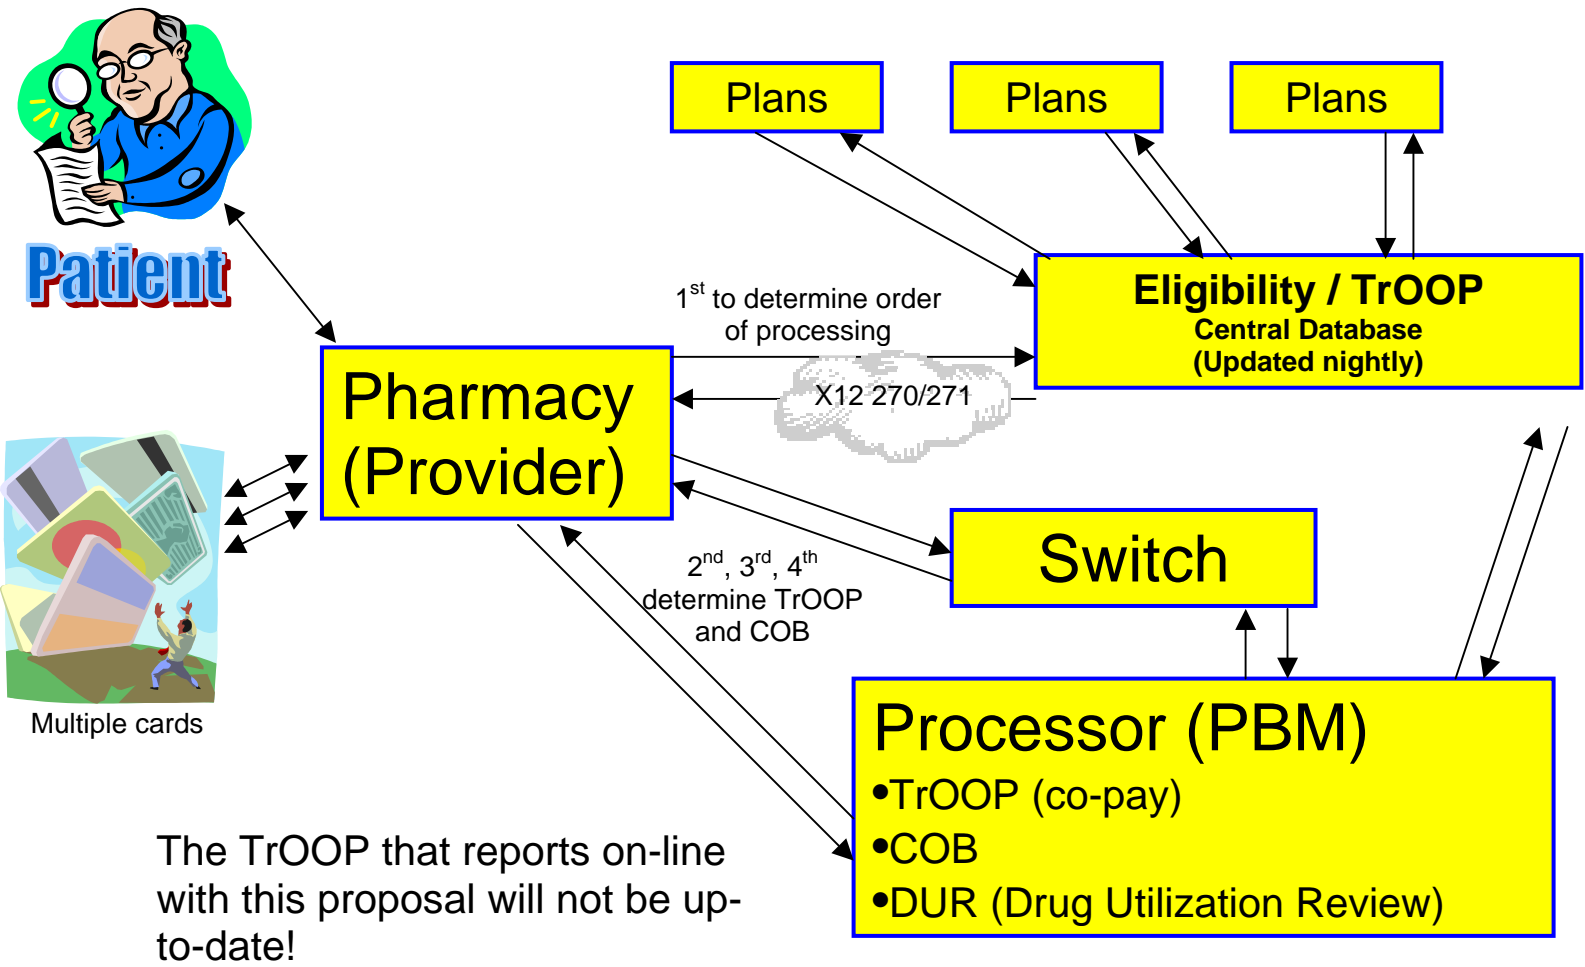 Plans
Plans
Plans
Patient
Eligibility / TrOOP
Central Database
(Updated nightly)
1st to determine order
of processing
X12 270/271
Pharmacy
(Provider)
Switch
2nd, 3rd, 4th
determine TrOOP
and COB
Multiple cards
Processor (PBM)
•TrOOP (co-pay)
•COB
•DUR (Drug Utilization Review)
The TrOOP that reports on-line
with this proposal will not be up-
to-date!